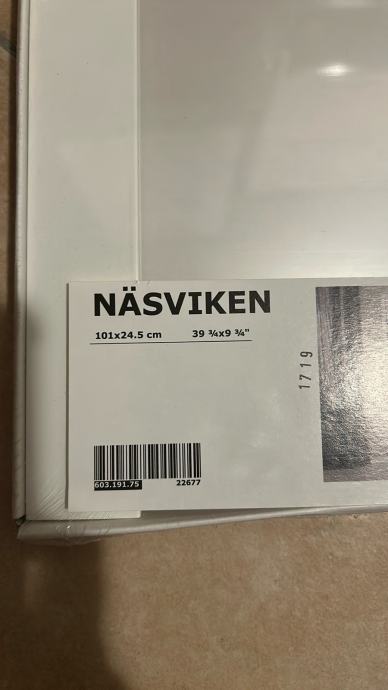 NÄSVIKEN
101x24.5 cm 39 ¾x9 ¾"
1719
603.191.75 22677